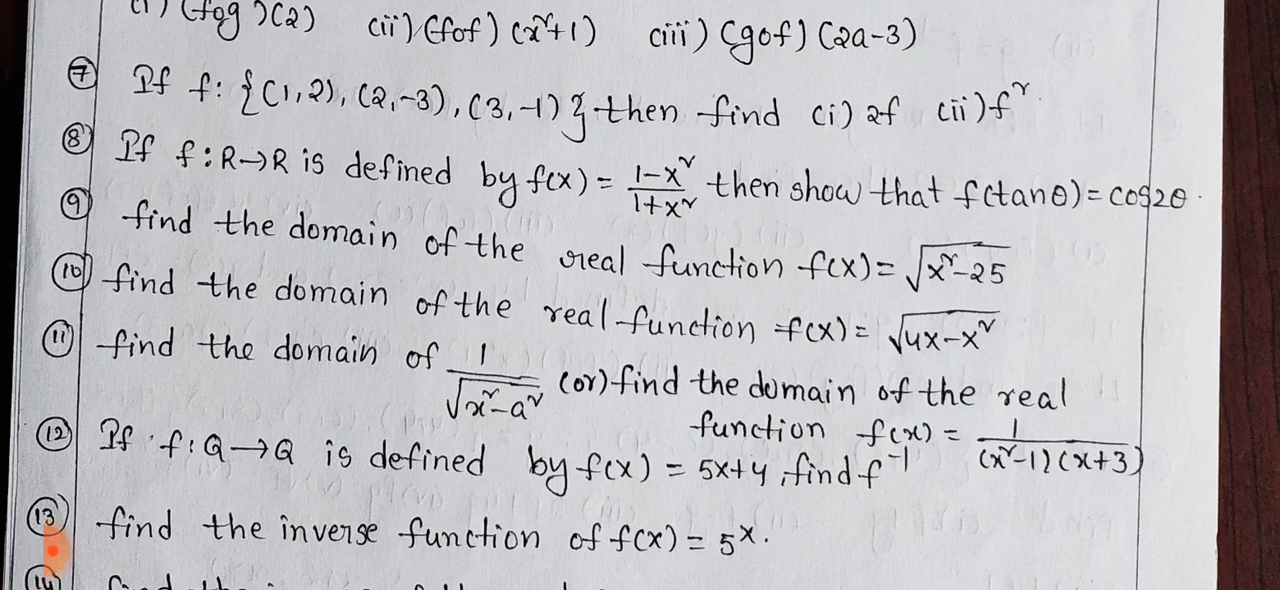 (i) (fog)(2) (ii) (fof) (x²+1) (iii) (gof) (2a-3)
⑦ If f: {(1,2), (2,-3), (3,-1)} then find (i) 2f (ii) f²
⑧ If f: R→R is defined by f(x) = (1-x²)/(1+x²) then show that f(tanθ) = cos2θ.
⑨ find the domain of the real function f(x) = √(x²-25)
⑩ find the domain of the real function f(x) = √(4x-x²)
⑪ find the domain of 1/√(x²-a²) (or) find the domain of the real
function f(x) = 1/((x²-1)(x+3))
⑫ If f: Q→Q is defined by f(x) = 5x+4, find f⁻¹
⑬ find the inverse function of f(x) = 5ˣ.
⑭ find the